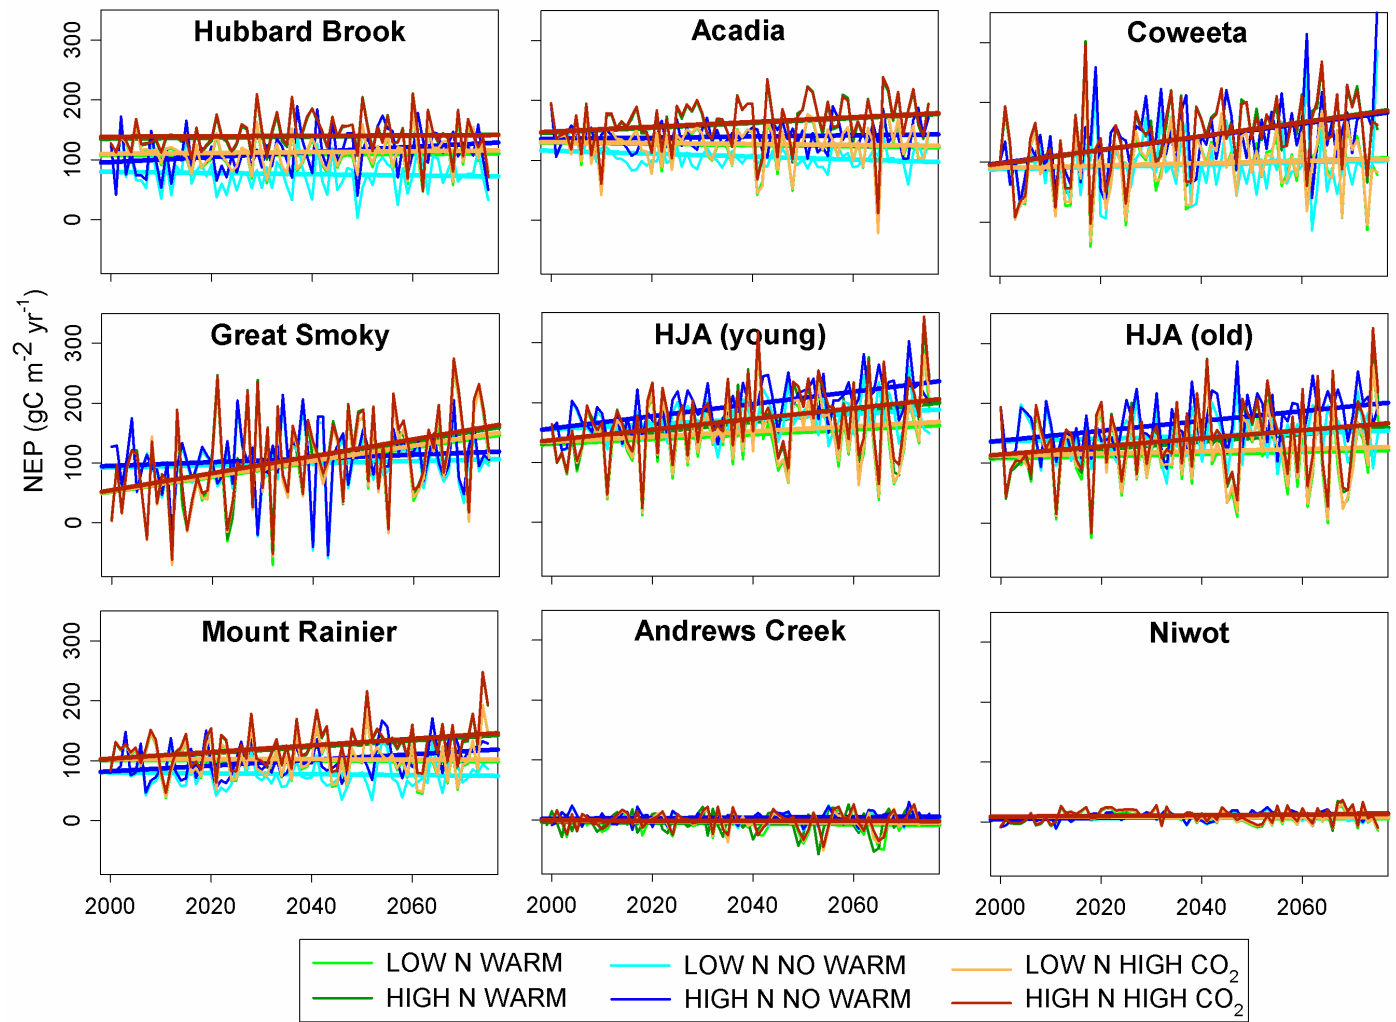 Hubbard Brook
Acadia
Coweeta
300
200
100
0
2000 2020 2040 2060
2000 2020 2040 2060
2000 2020 2040 2060
NEP (gC m⁻² yr⁻¹)
Great Smoky
HJA (young)
HJA (old)
300
200
100
0
Mount Rainier
Andrews Creek
Niwot
300
200
100
0
LOW N WARM
LOW N NO WARM
LOW N HIGH CO₂
HIGH N WARM
HIGH N NO WARM
HIGH N HIGH CO₂